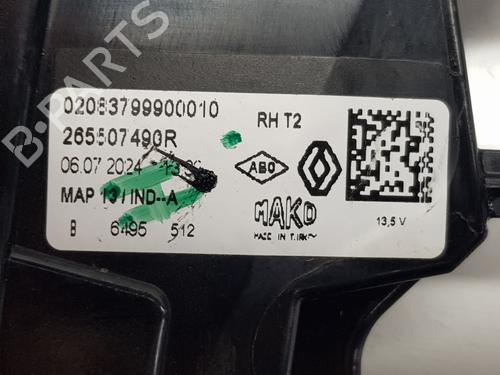 B-PARTS
02083799900010
265507490R
RH T2
06.07.2024
ABO
MAP 13 / IND--A
MAKO
MADE IN TURKEY
13,5 V
B 6495 512